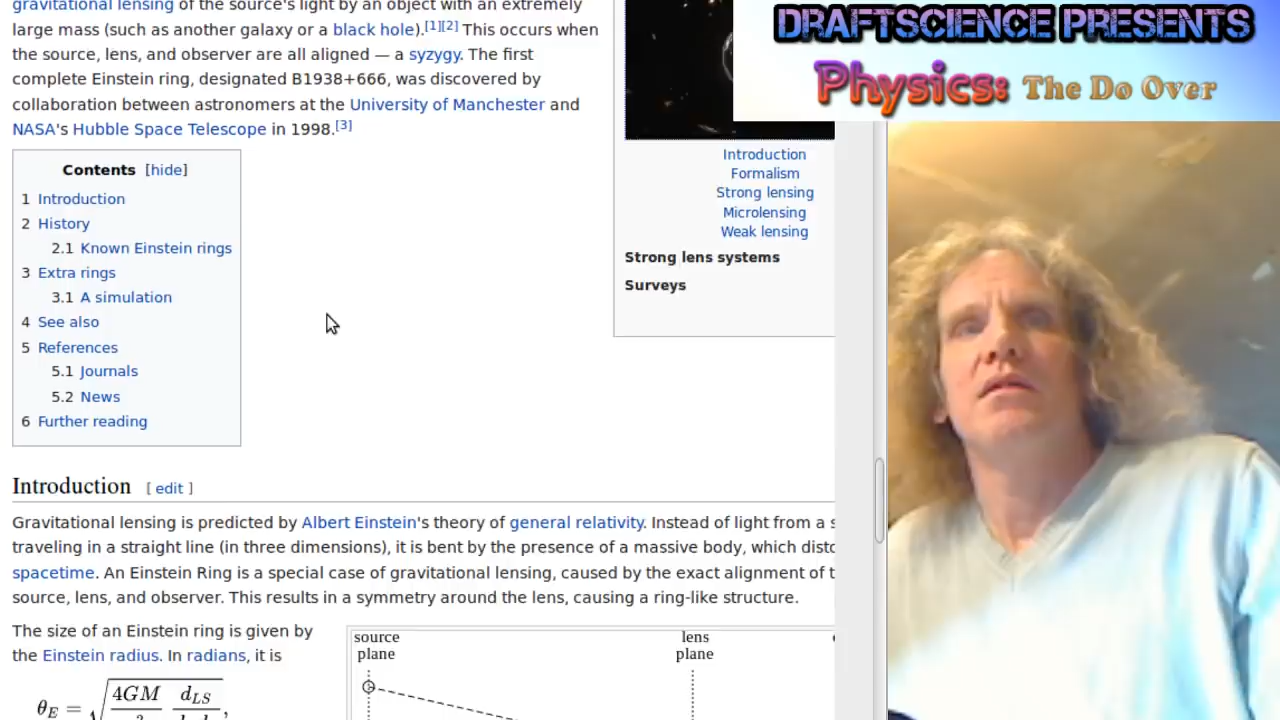 gravitational lensing of the source's light by an object with an extremely
large mass (such as another galaxy or a black hole).[1][2] This occurs when
the source, lens, and observer are all aligned — a syzygy. The first
complete Einstein ring, designated B1938+666, was discovered by
collaboration between astronomers at the University of Manchester and
NASA's Hubble Space Telescope in 1998.[3]
Contents [hide]
1 Introduction
2 History
2.1 Known Einstein rings
3 Extra rings
3.1 A simulation
4 See also
5 References
5.1 Journals
5.2 News
6 Further reading
Introduction
Formalism
Strong lensing
Microlensing
Weak lensing
Strong lens systems
Surveys
DRAFTSCIENCE PRESENTS
Physics: The Do Over
Introduction [ edit ]
Gravitational lensing is predicted by Albert Einstein's theory of general relativity. Instead of light from a s
traveling in a straight line (in three dimensions), it is bent by the presence of a massive body, which disto
spacetime. An Einstein Ring is a special case of gravitational lensing, caused by the exact alignment of t
source, lens, and observer. This results in a symmetry around the lens, causing a ring-like structure.
The size of an Einstein ring is given by
the Einstein radius. In radians, it is
source
plane
lens
plane
θE = √4GM dLS